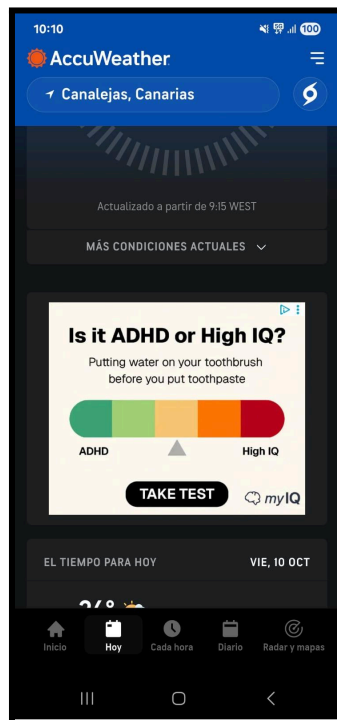 10:10
100
AccuWeather
Canalejas, Canarias
Actualizado a partir de 9:15 WEST
MÁS CONDICIONES ACTUALES
Is it ADHD or High IQ?
Putting water on your toothbrush
before you put toothpaste
ADHD
High IQ
TAKE TEST
myIQ
EL TIEMPO PARA HOY
VIE, 10 OCT
Inicio
Hoy
Cada hora
Diario
Radar y mapas